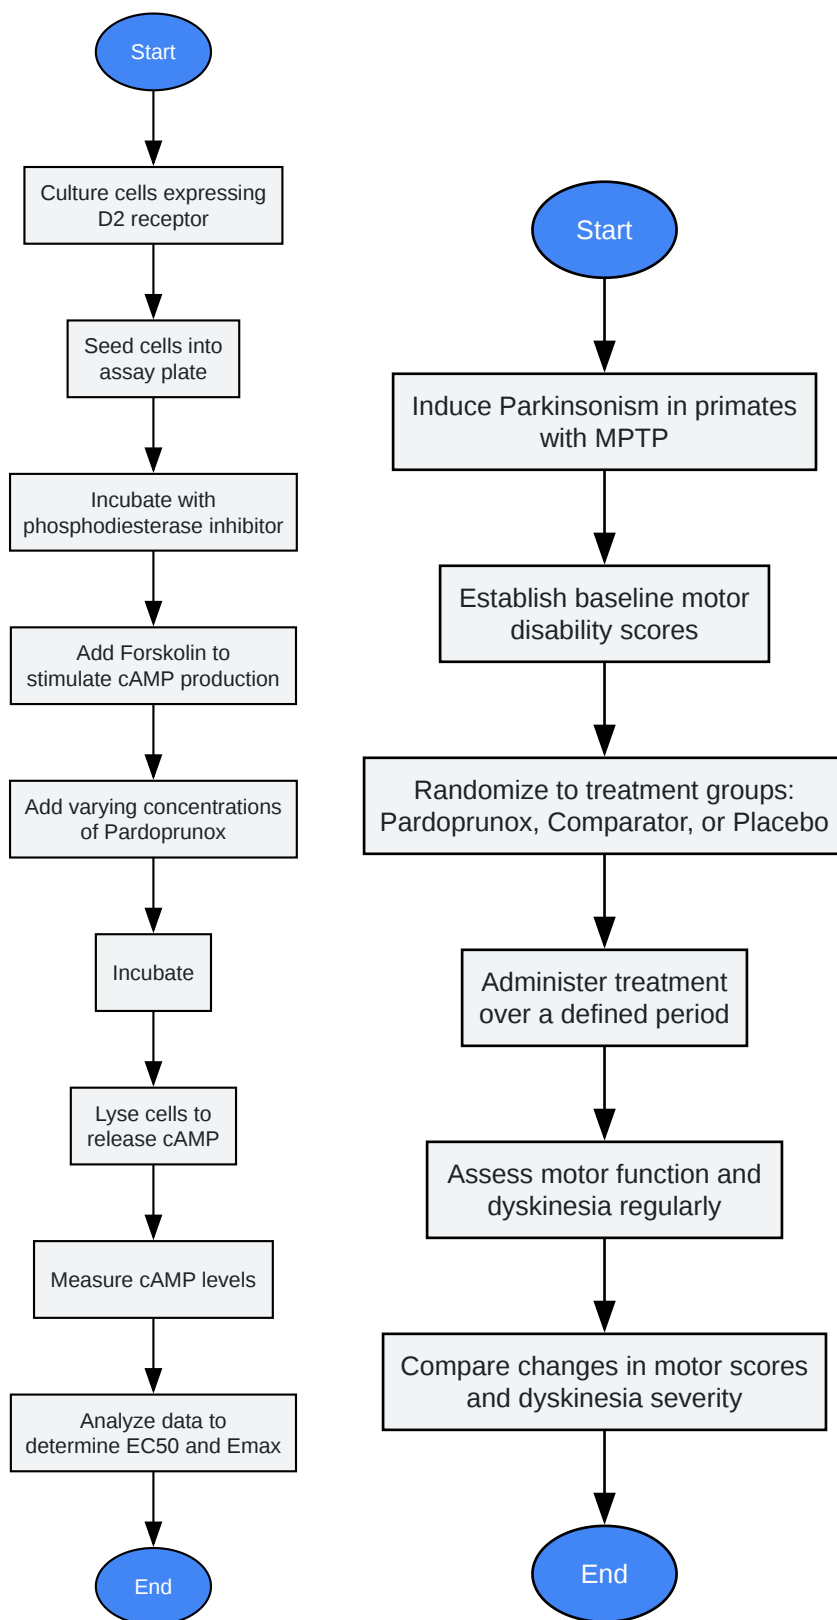 Start
Culture cells expressing
D2 receptor
Seed cells into
assay plate
Incubate with
phosphodiesterase inhibitor
Add Forskolin to
stimulate cAMP production
Add varying concentrations
of Pardoprunox
Incubate
Lyse cells to
release cAMP
Measure cAMP levels
Analyze data to
determine EC50 and Emax
End
Start
Induce Parkinsonism in primates
with MPTP
Establish baseline motor
disability scores
Randomize to treatment groups:
Pardoprunox, Comparator, or Placebo
Administer treatment
over a defined period
Assess motor function and
dyskinesia regularly
Compare changes in motor scores
and dyskinesia severity
End